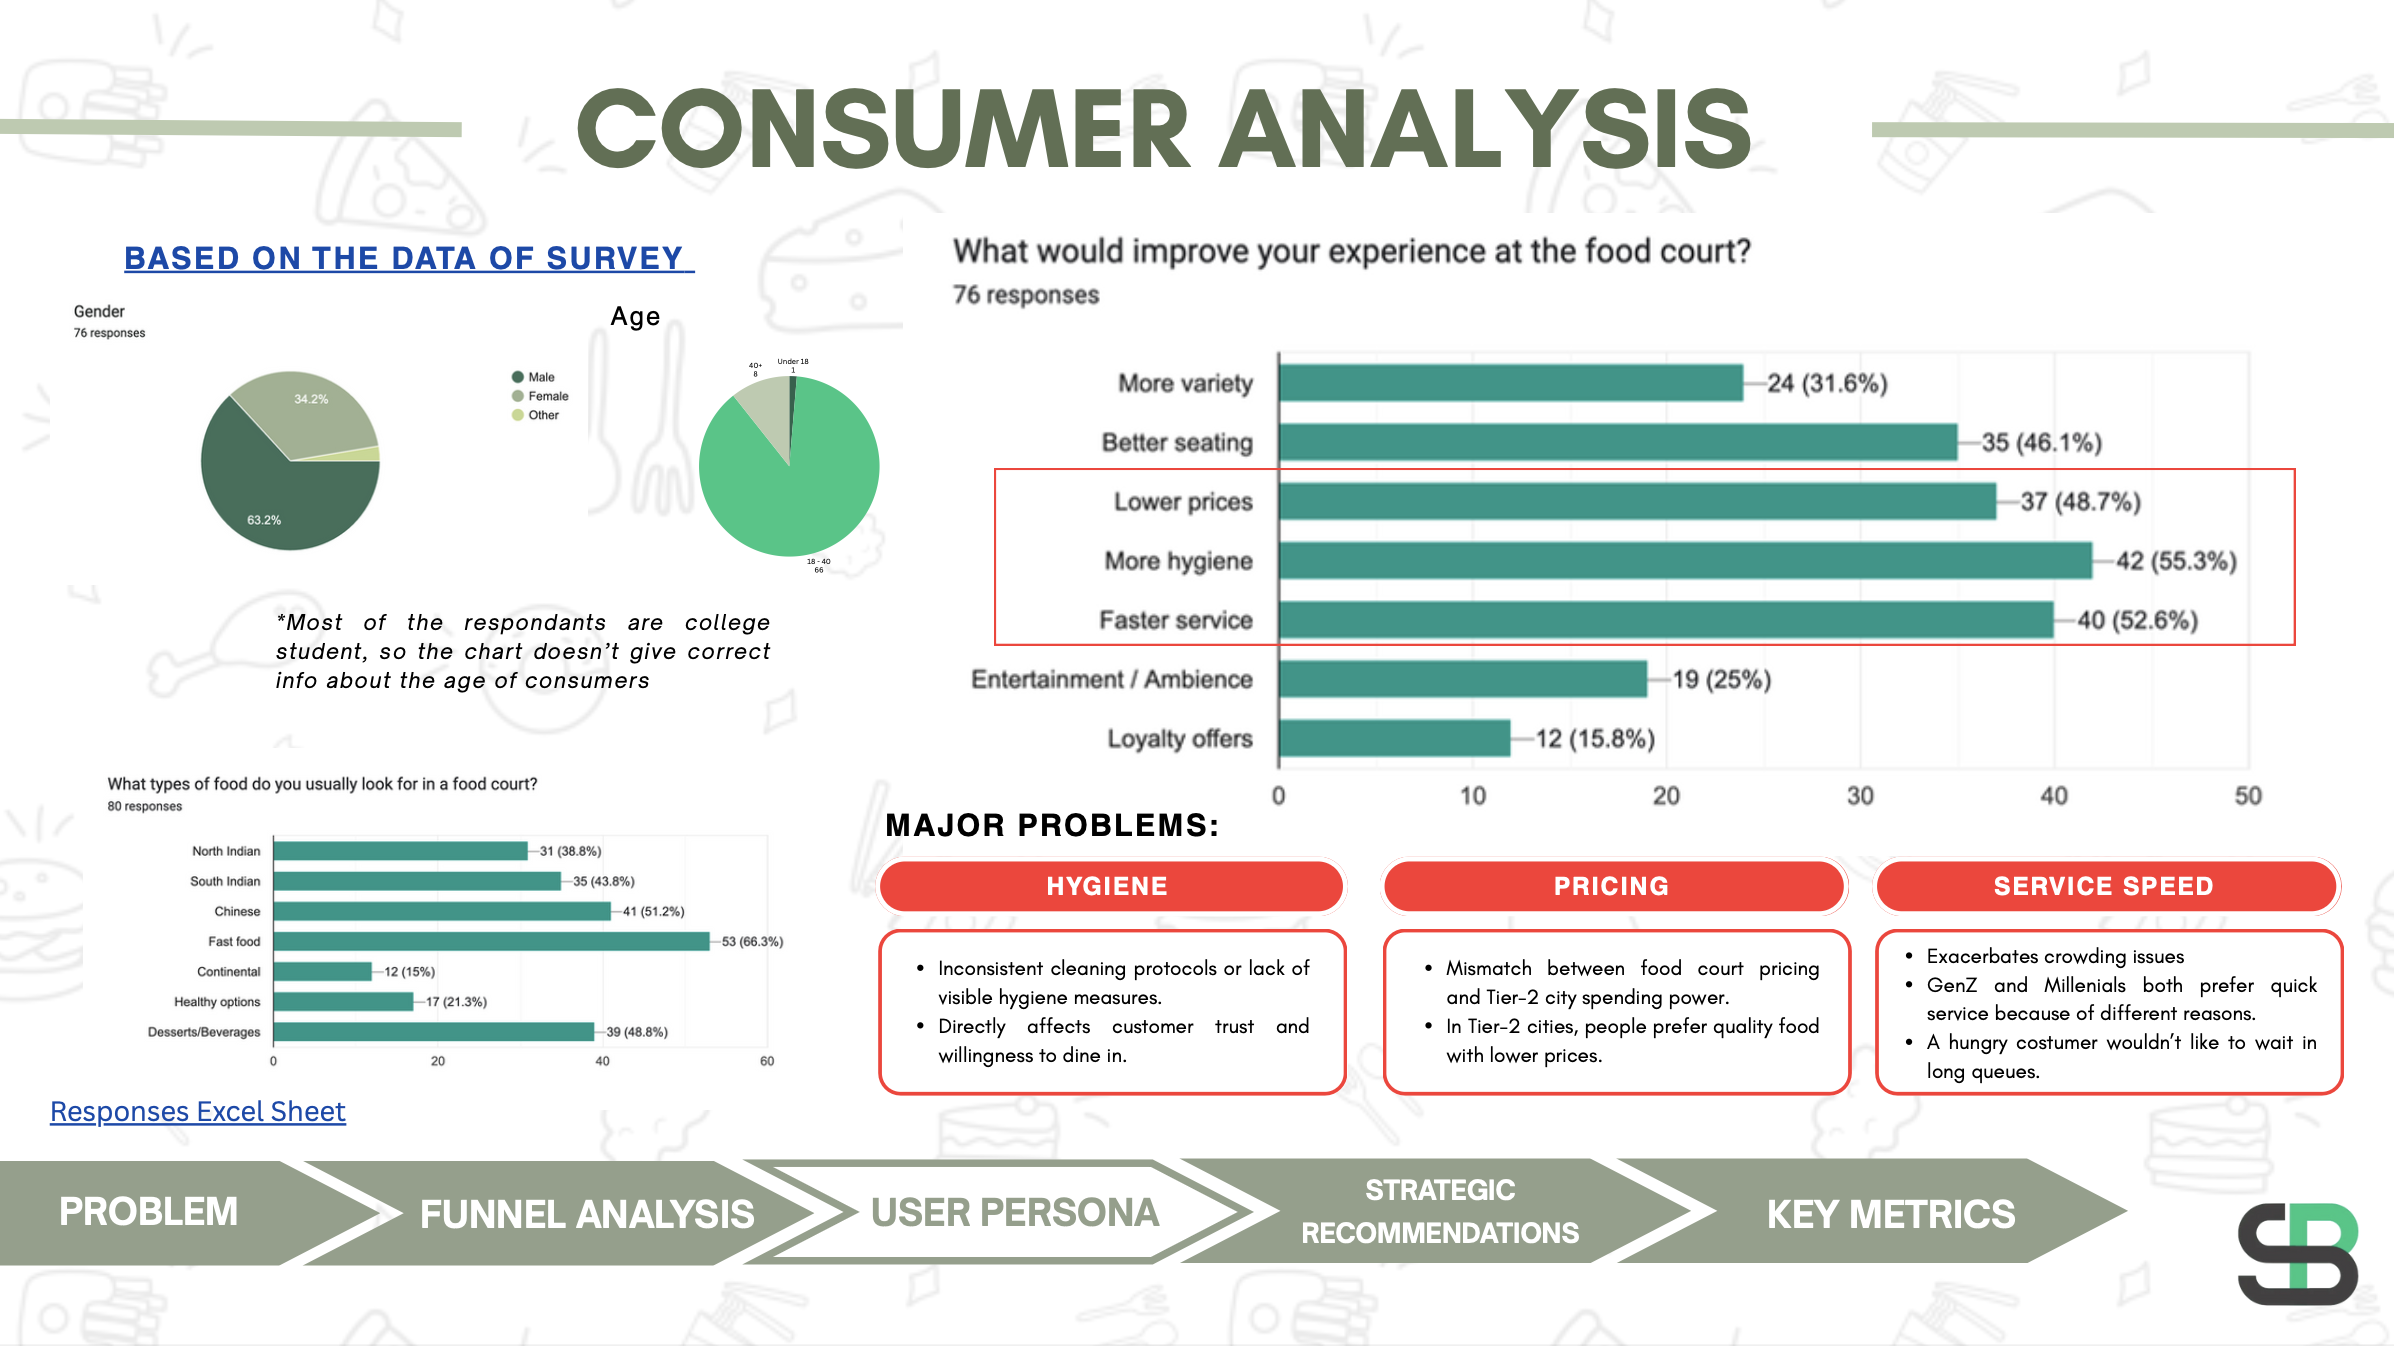 CONSUMER ANALYSIS
BASED ON THE DATA OF SURVEY
Gender
76 responses
34.2%
63.2%
Male
Female
Other
Age
40+
8
Under 18
1
18 - 40
66
*Most of the respondants are college
student, so the chart doesn't give correct
info about the age of consumers
What types of food do you usually look for in a food court?
80 responses
North Indian 31 (38.8%)
South Indian 35 (43.8%)
Chinese 41 (51.2%)
Fast food 53 (66.3%)
Continental 12 (15%)
Healthy options 17 (21.3%)
Desserts/Beverages 39 (48.8%)
0 20 40 60
Responses Excel Sheet
What would improve your experience at the food court?
76 responses
More variety 24 (31.6%)
Better seating 35 (46.1%)
Lower prices 37 (48.7%)
More hygiene 42 (55.3%)
Faster service 40 (52.6%)
Entertainment / Ambience 19 (25%)
Loyalty offers 12 (15.8%)
0 10 20 30 40 50
MAJOR PROBLEMS:
HYGIENE
• Inconsistent cleaning protocols or lack of
visible hygiene measures.
• Directly affects customer trust and
willingness to dine in.
PRICING
• Mismatch between food court pricing
and Tier-2 city spending power.
• In Tier-2 cities, people prefer quality food
with lower prices.
SERVICE SPEED
• Exacerbates crowding issues
• GenZ and Millenials both prefer quick
service because of different reasons.
• A hungry costumer wouldn't like to wait in
long queues.
PROBLEM
FUNNEL ANALYSIS
USER PERSONA
STRATEGIC
RECOMMENDATIONS
KEY METRICS